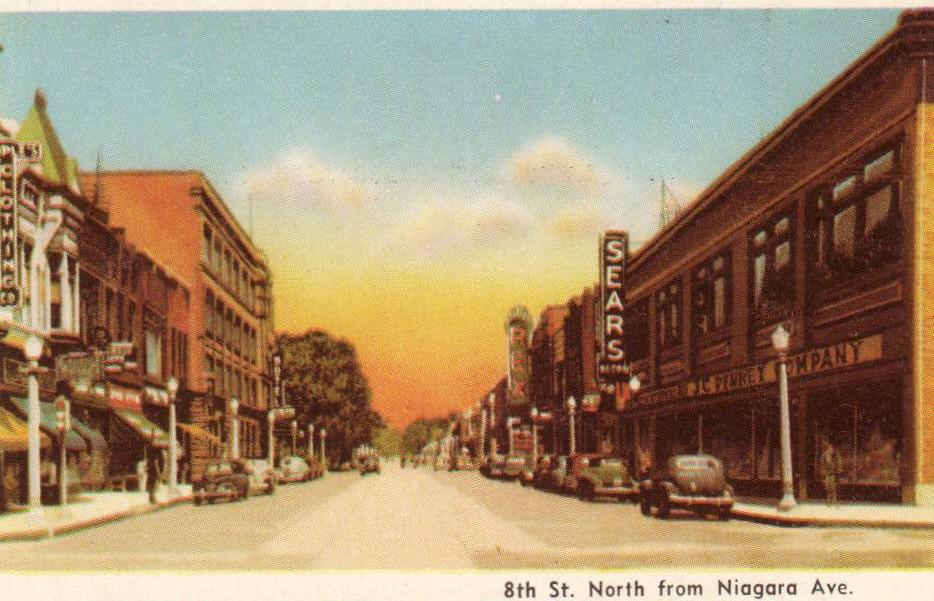 CLOTHING
SEARS
J.C. PENNEY COMPANY
8th St. North from Niagara Ave.